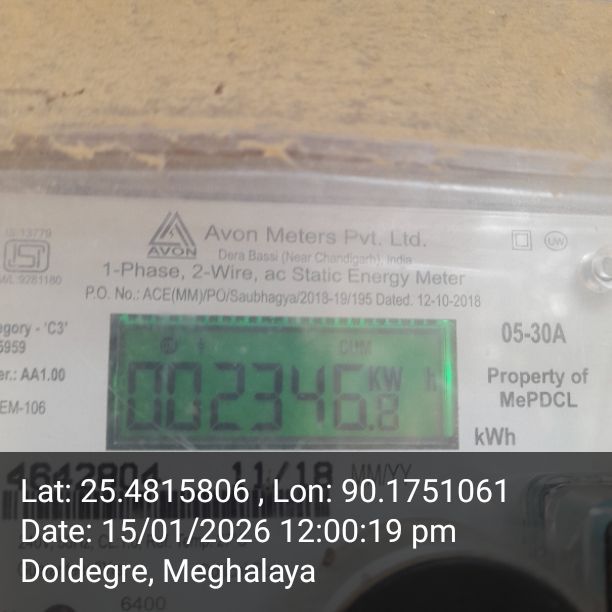 IS 13779
ISI
AVON
Avon Meters Pvt. Ltd.
Dera Bassi (Near Chandigarh), India
UW
1-Phase, 2-Wire, ac Static Energy Meter
P.O. No.: ACE(MM)/PO/Saubhagya/2018-19/195 Dated: 12-10-2018
egory - 'C3'
5959
er.: AA1.00
EM-106
CUM
002346.8 KW h
05-30A
Property of
MePDCL
kWh
4642804 11/18 MM/YY
Lat: 25.4815806 , Lon: 90.1751061
Date: 15/01/2026 12:00:19 pm
Doldegre, Meghalaya
6400